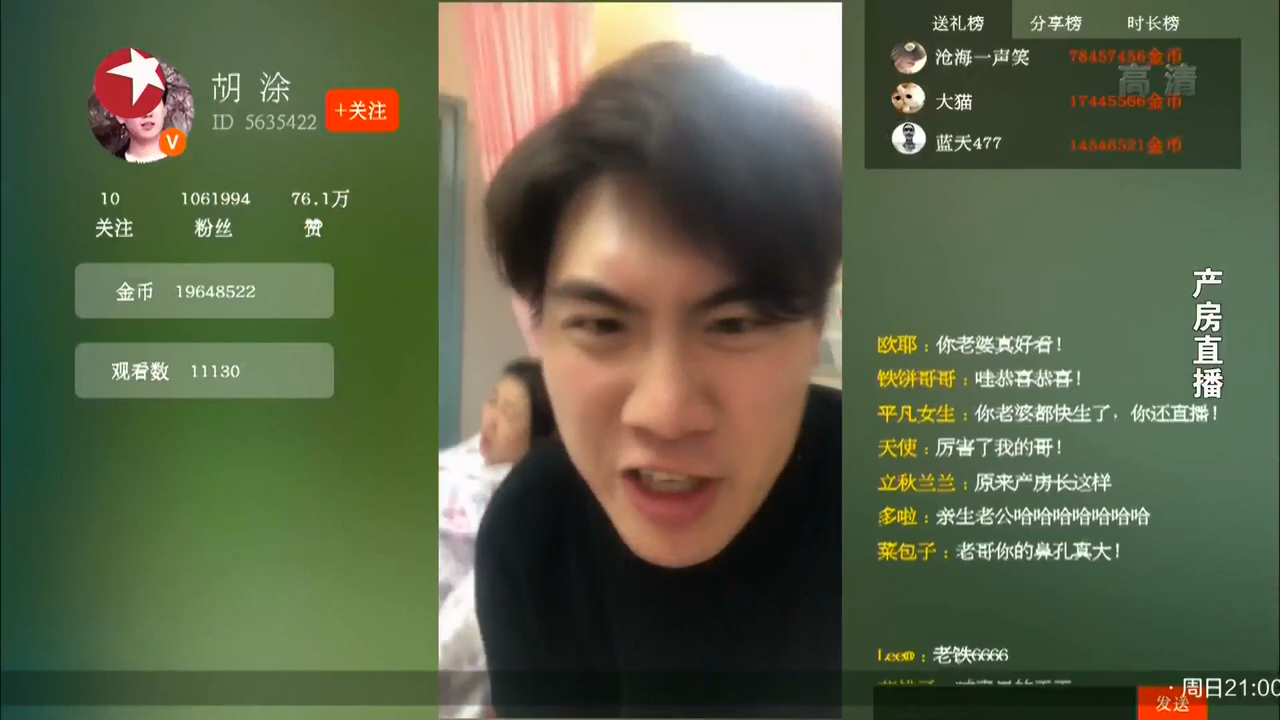 胡涂
ID 5635422
+关注
V
10
1061994
76.1万
关注
粉丝
赞
金币 19648522
观看数 11130
送礼榜 分享榜 时长榜
沧海一声笑 78457456金币
高清
大猫 17445566金币
蓝天477 14546521金币
产房直播
欧耶：你老婆真好看！
铁饼哥哥：哇恭喜恭喜！
平凡女生：你老婆都快生了，你还直播！
天使：厉害了我的哥！
立秋兰兰：原来产房长这样
多啦：亲生老公哈哈哈哈哈哈哈
菜包子：老哥你的鼻孔真大！
Lee@：老铁6666
·周日21:00
发送